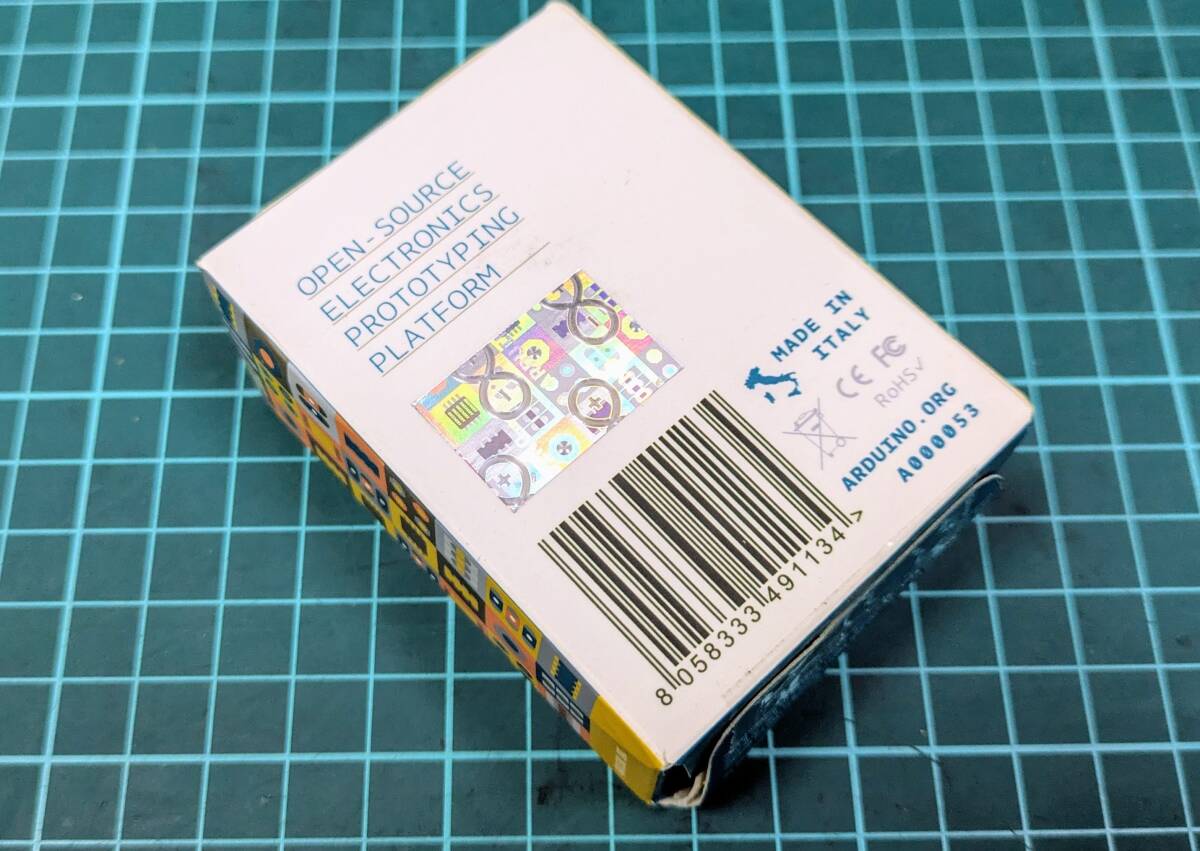 OPEN-SOURCE
ELECTRONICS
PROTOTYPING
PLATFORM
MADE IN
ITALY
CE FC
RoHS✓
ARDUINO.ORG
A000053
8 058333 491134 >